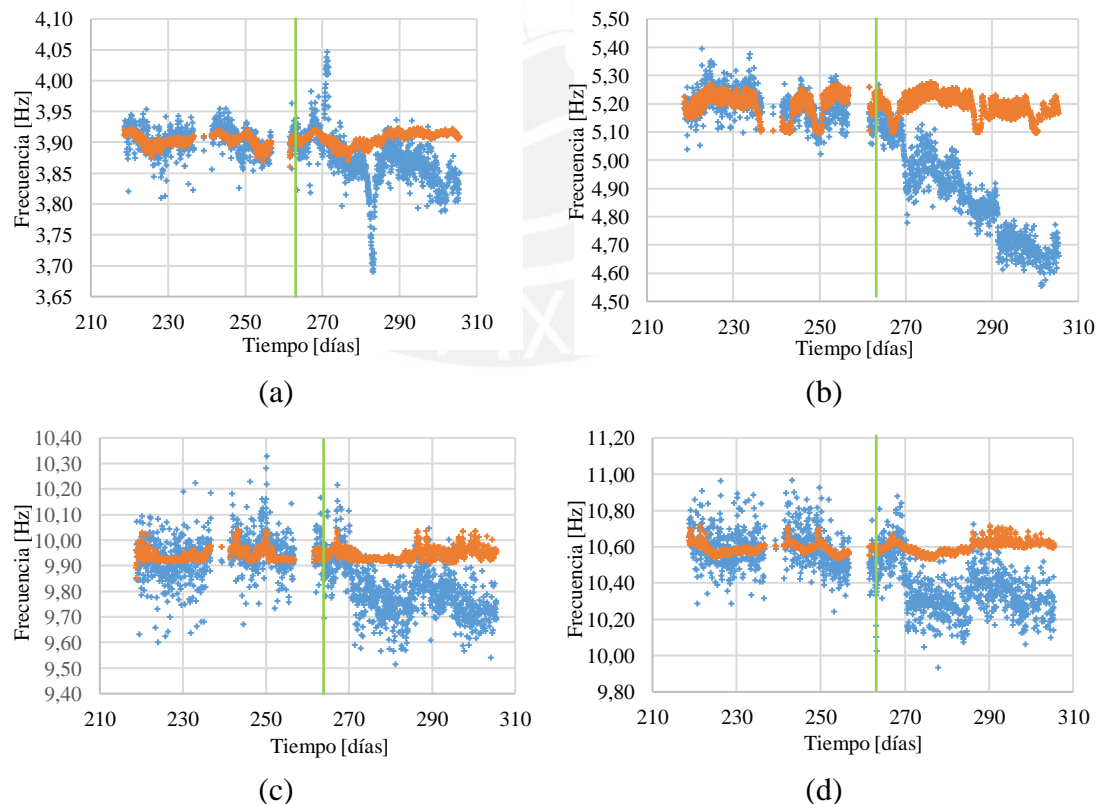 4,10
4,05
4,00
3,95
3,90
3,85
3,80
3,75
3,70
3,65
Frecuencia [Hz]
210 230 250 270 290 310
Tiempo [días]
(a)
5,50
5,40
5,30
5,20
5,10
5,00
4,90
4,80
4,70
4,60
4,50
Frecuencia [Hz]
210 230 250 270 290 310
Tiempo [días]
(b)
10,40
10,30
10,20
10,10
10,00
9,90
9,80
9,70
9,60
9,50
9,40
Frecuencia [Hz]
210 230 250 270 290 310
Tiempo [días]
(c)
11,20
11,00
10,80
10,60
10,40
10,20
10,00
9,80
Frecuencia [Hz]
210 230 250 270 290 310
Tiempo [días]
(d)